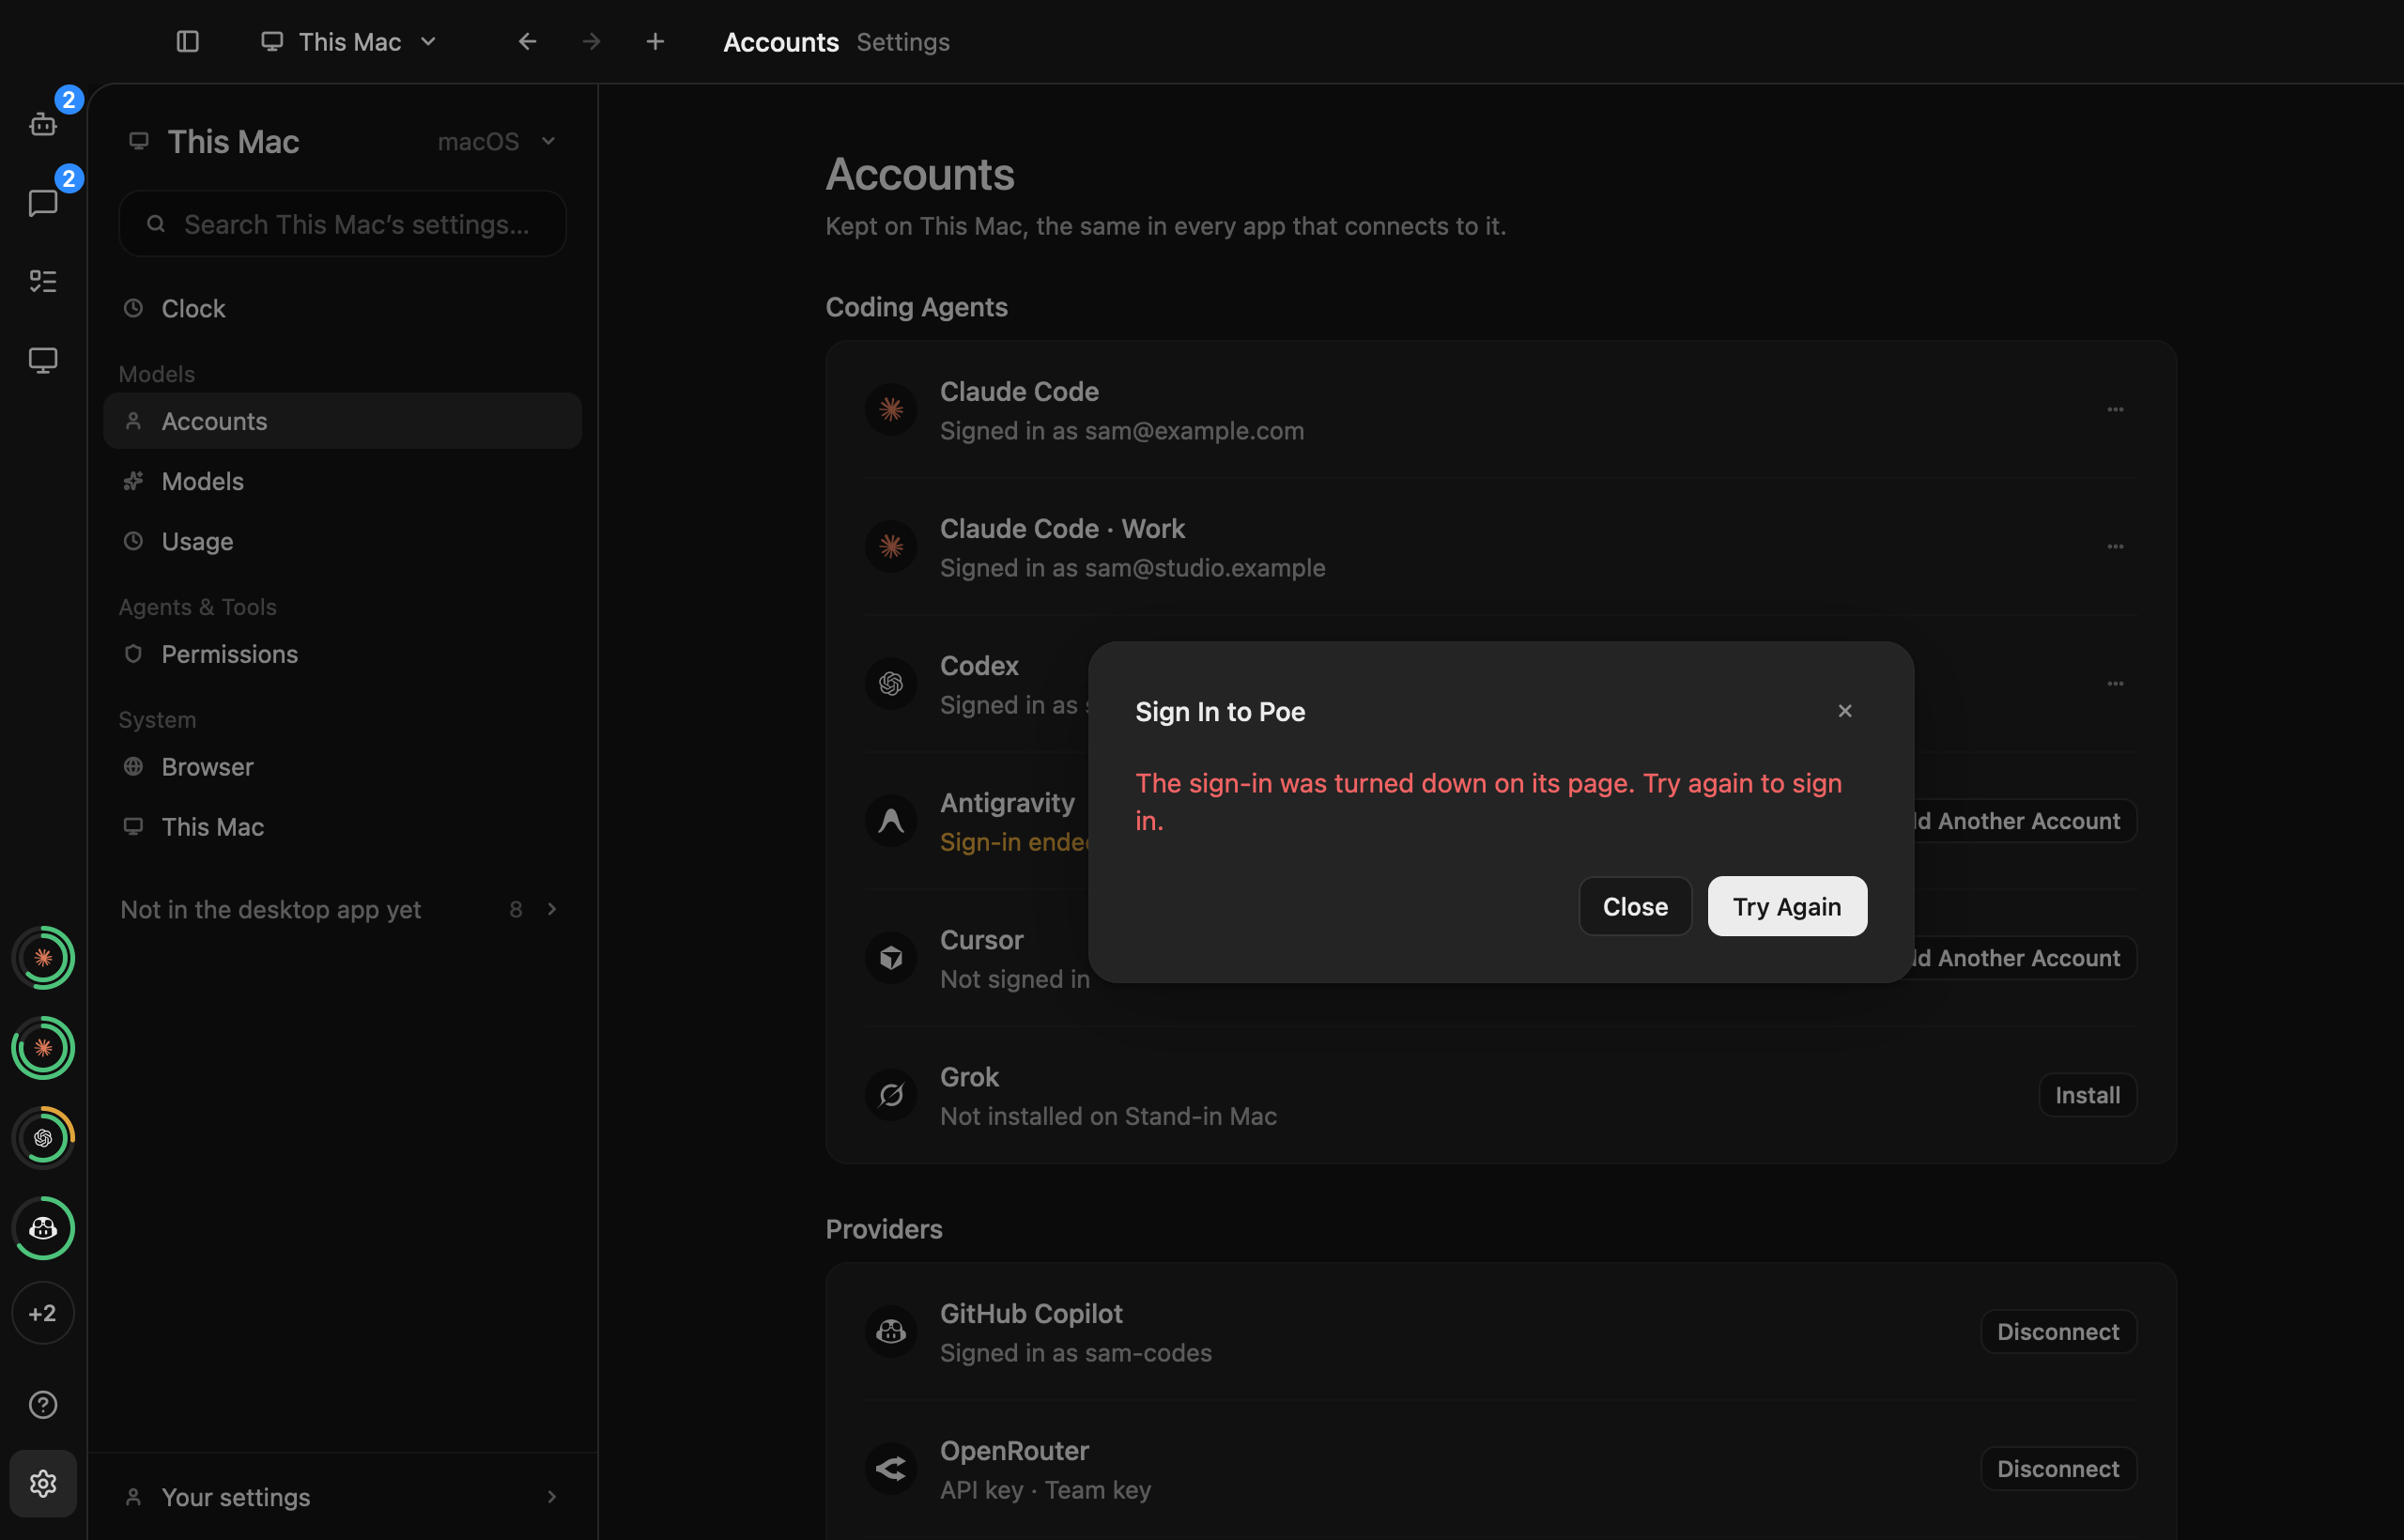 This Mac
Accounts Settings
2
2
This Mac macOS
Search This Mac’s settings...
Clock
Models
Accounts
Models
Usage
Agents & Tools
Permissions
System
Browser
This Mac
Not in the desktop app yet 8
+2
Your settings
Accounts
Kept on This Mac, the same in every app that connects to it.
Coding Agents
Claude Code
Signed in as sam@example.com
Claude Code · Work
Signed in as sam@studio.example
Codex
Signed in as
Antigravity
Sign-in ended
Another Account
Cursor
Not signed in
Another Account
Grok
Not installed on Stand-in Mac
Install
Sign In to Poe
The sign-in was turned down on its page. Try again to sign
in.
Close
Try Again
Providers
GitHub Copilot
Signed in as sam-codes
Disconnect
OpenRouter
API key · Team key
Disconnect